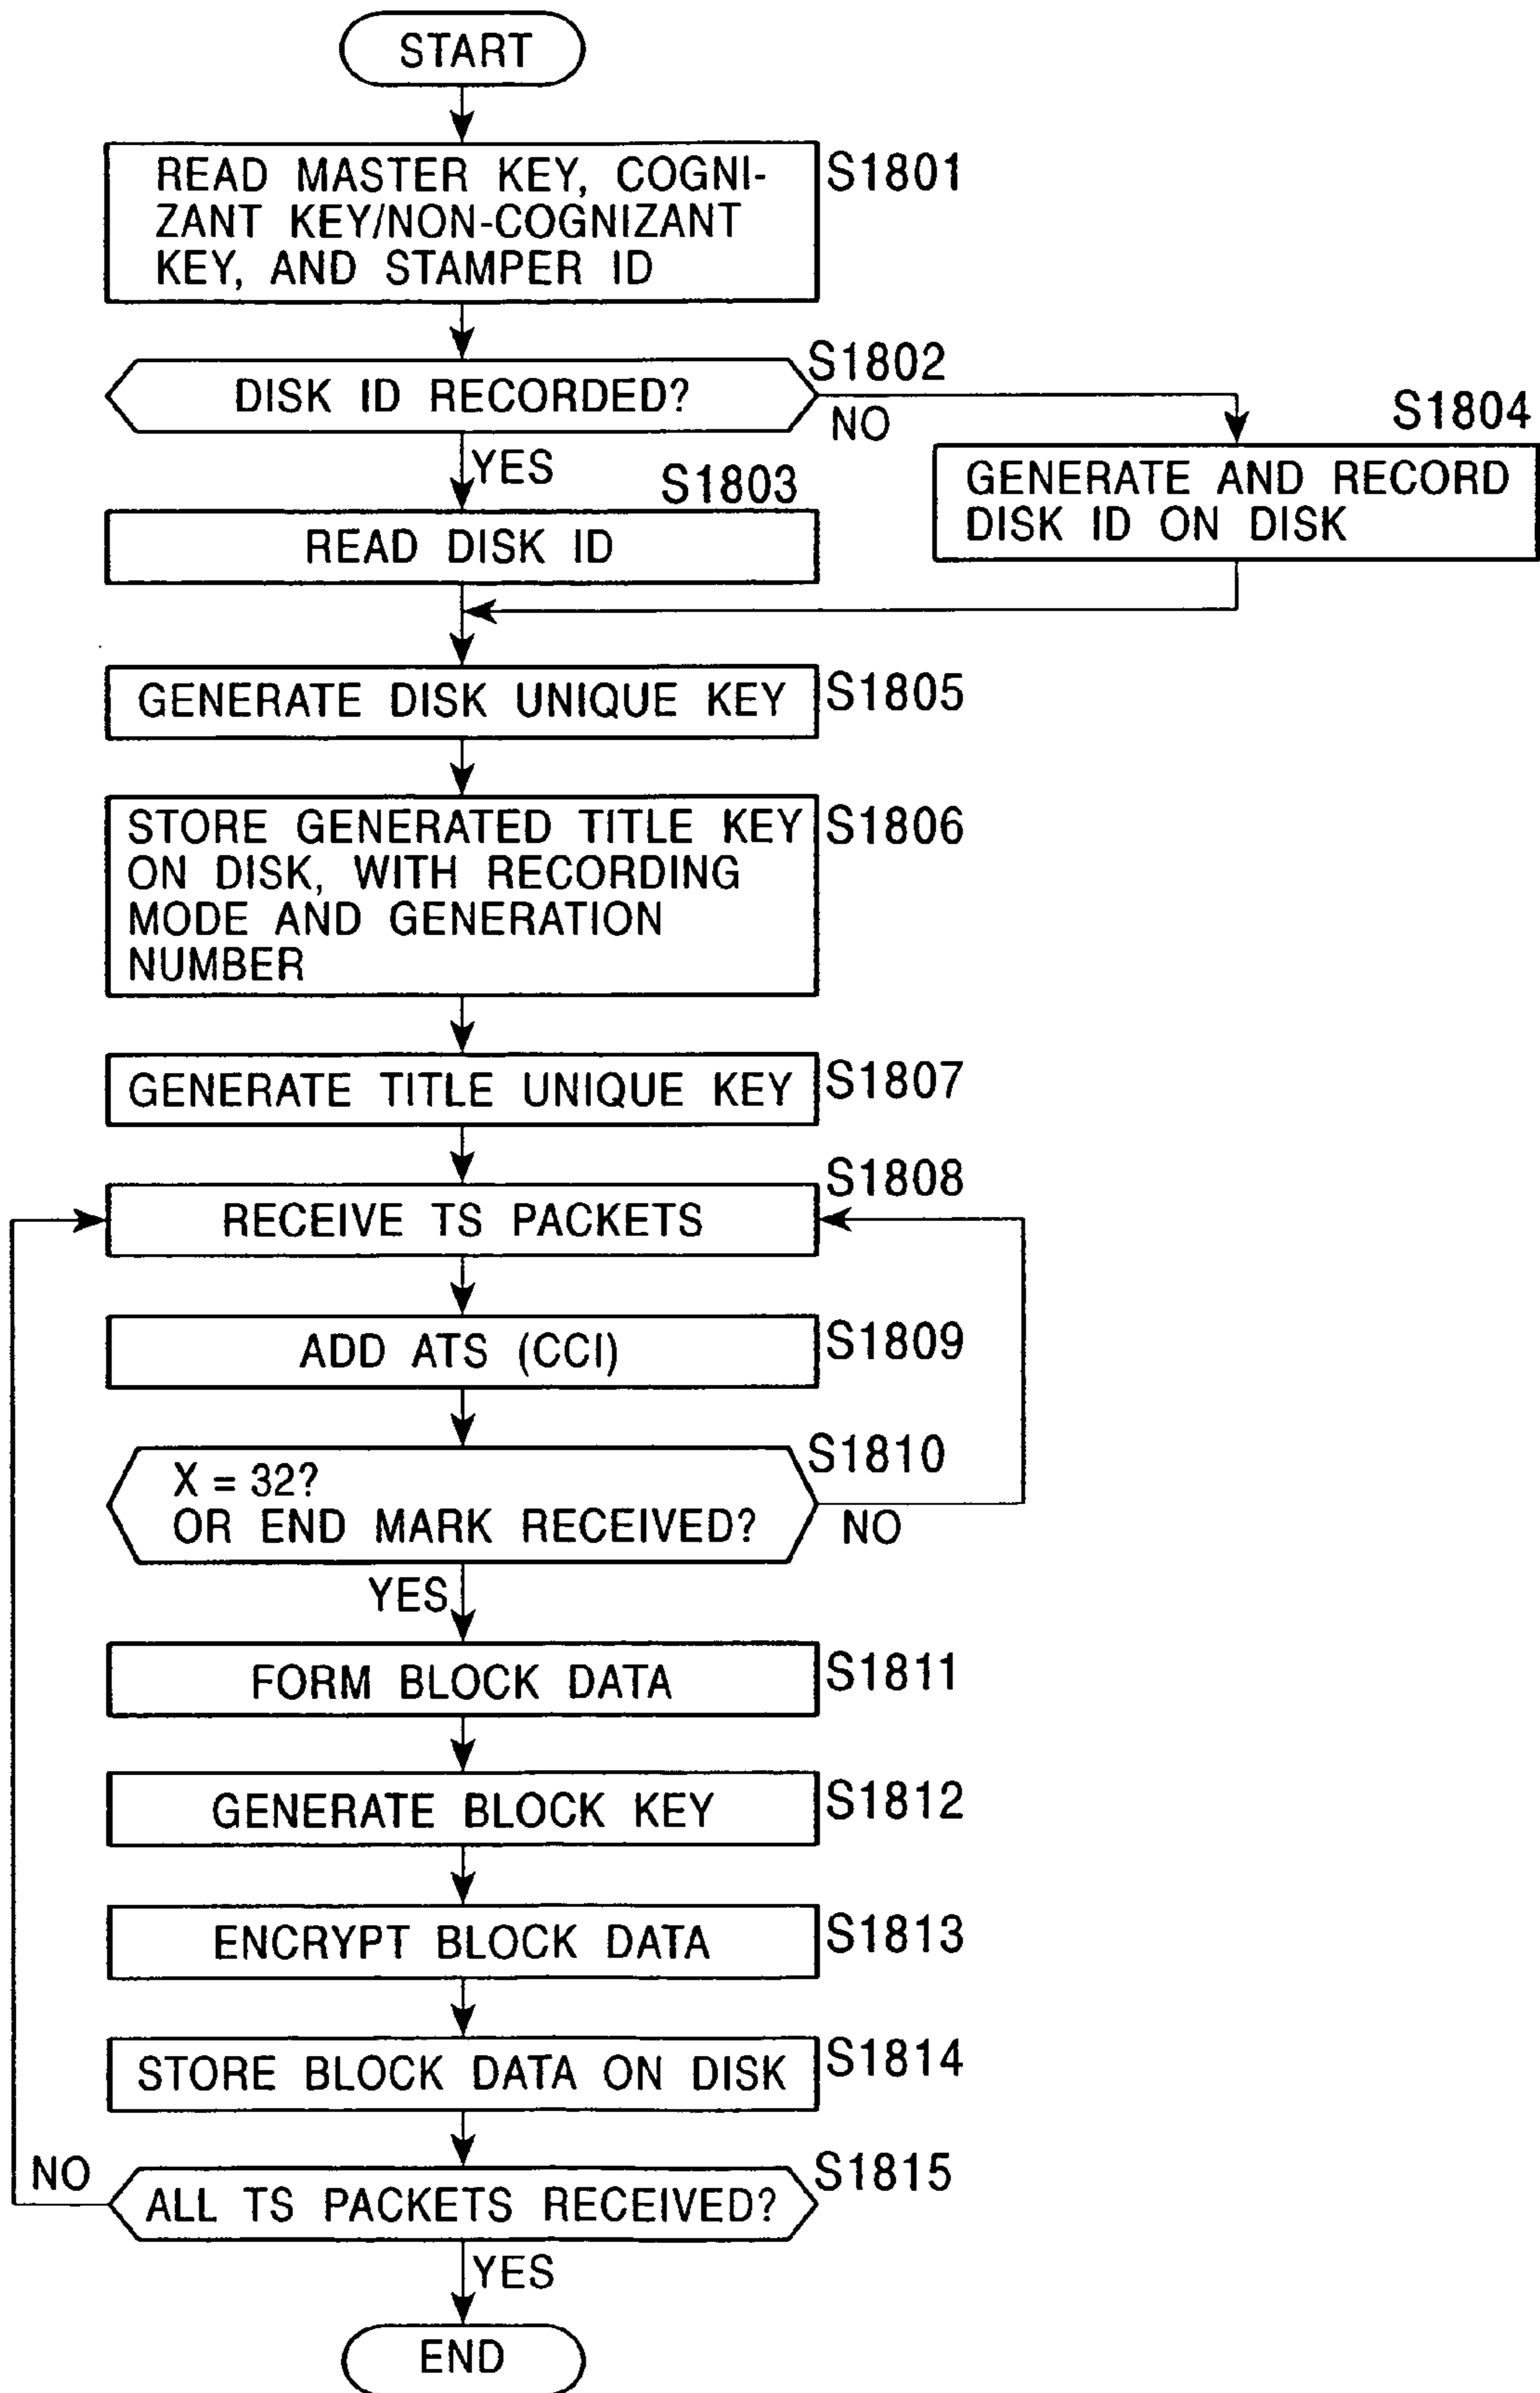 START
READ MASTER KEY, COGNI-
ZANT KEY/NON-COGNIZANT
KEY, AND STAMPER ID
S1801
DISK ID RECORDED?
S1802
NO
YES
S1803
READ DISK ID
S1804
GENERATE AND RECORD
DISK ID ON DISK
GENERATE DISK UNIQUE KEY
S1805
STORE GENERATED TITLE KEY
ON DISK, WITH RECORDING
MODE AND GENERATION
NUMBER
S1806
GENERATE TITLE UNIQUE KEY
S1807
S1808
RECEIVE TS PACKETS
ADD ATS (CCI)
S1809
X = 32?
OR END MARK RECEIVED?
S1810
NO
YES
FORM BLOCK DATA
S1811
GENERATE BLOCK KEY
S1812
ENCRYPT BLOCK DATA
S1813
STORE BLOCK DATA ON DISK
S1814
NO
ALL TS PACKETS RECEIVED?
S1815
YES
END